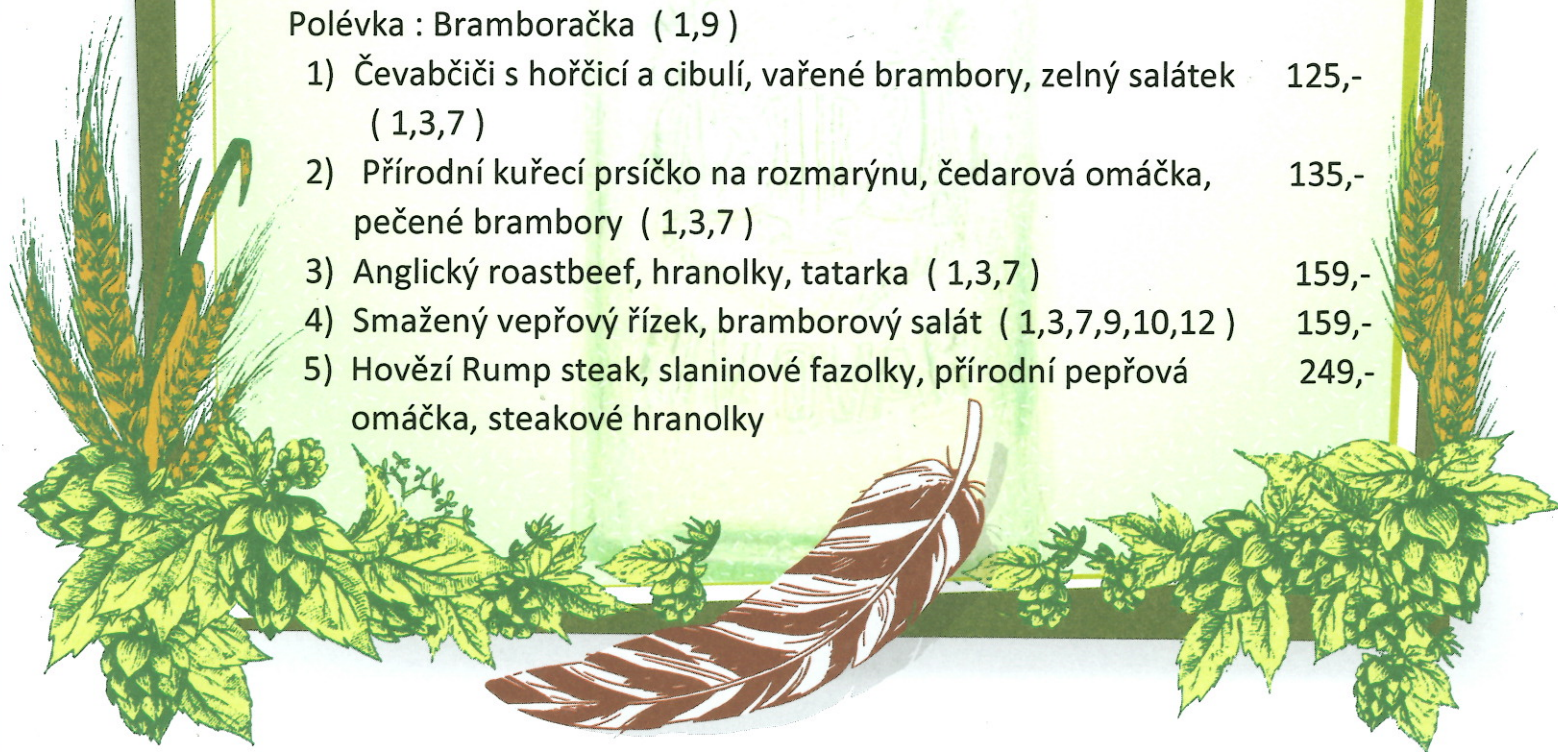 Polévka : Bramboračka ( 1,9 )
1) Čevabčiči s hořčicí a cibulí, vařené brambory, zelný salátek 125,-
( 1,3,7 )
2) Přírodní kuřecí prsíčko na rozmarýnu, čedarová omáčka, 135,-
pečené brambory ( 1,3,7 )
3) Anglický roastbeef, hranolky, tatarka ( 1,3,7 ) 159,-
4) Smažený vepřový řízek, bramborový salát ( 1,3,7,9,10,12 ) 159,-
5) Hovězí Rump steak, slaninové fazolky, přírodní pepřová 249,-
omáčka, steakové hranolky